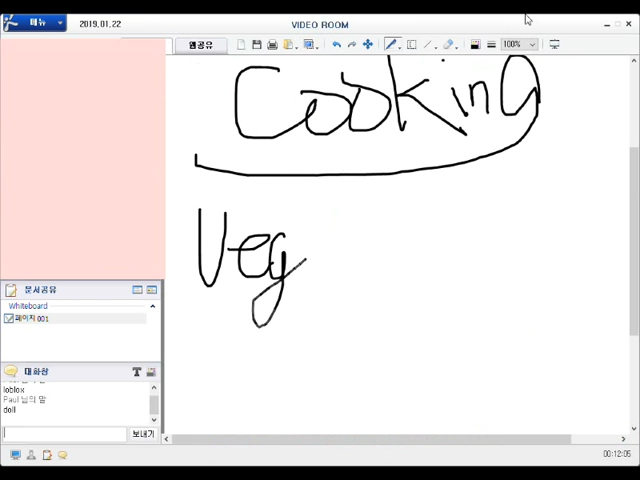 메뉴 2019.01.22 VIDEO ROOM
웹공유 100%
Cooking
Veg
문서공유
Whiteboard
페이지 001
대화창
loblox
Paul 님의 말
doll
보내기
00:12:05